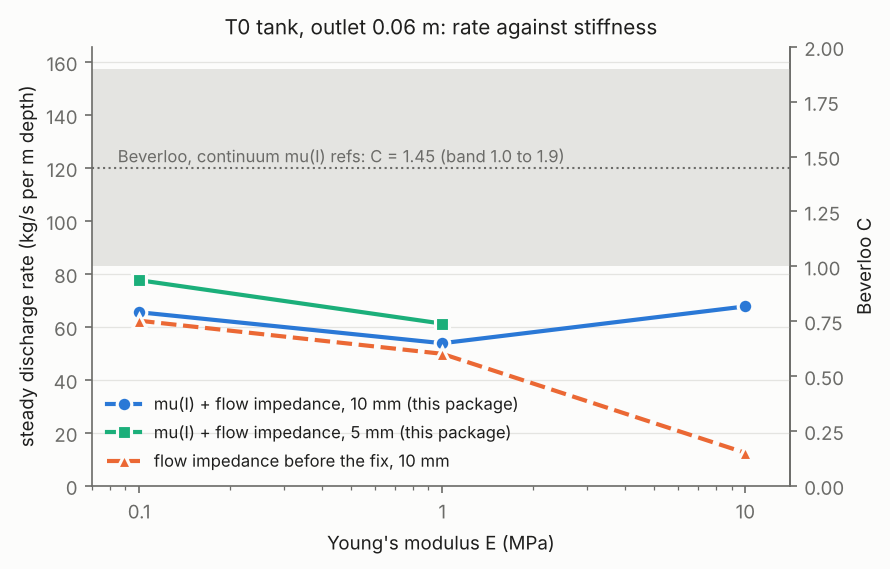 T0 tank, outlet 0.06 m: rate against stiffness
steady discharge rate (kg/s per m depth)
160
140
120
100
80
60
40
20
0
Beverloo, continuum mu(I) refs: C = 1.45 (band 1.0 to 1.9)
mu(I) + flow impedance, 10 mm (this package)
mu(I) + flow impedance, 5 mm (this package)
flow impedance before the fix, 10 mm
2.00
1.75
1.50
1.25
1.00
0.75
0.50
0.25
0.00
Beverloo C
0.1
1
10
Young's modulus E (MPa)